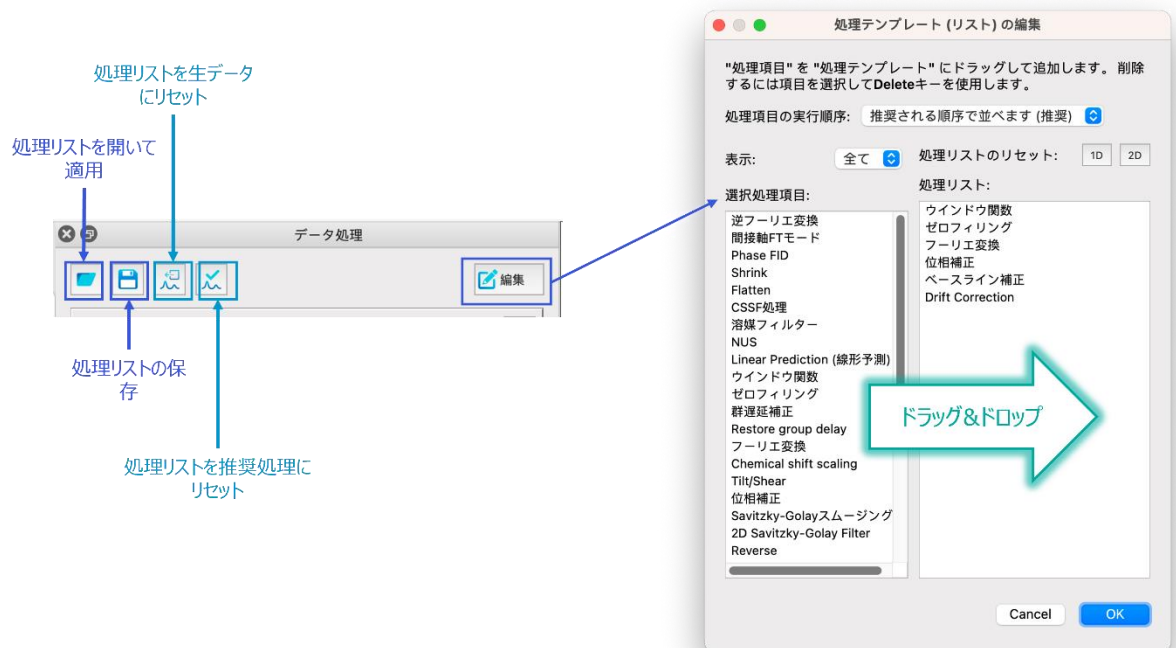 処理リストを生データ
にリセット
処理リストを開いて
適用
データ処理
編集
処理リストの保
存
処理リストを推奨処理に
リセット
処理テンプレート (リスト) の編集
"処理項目" を "処理テンプレート" にドラッグして追加します。 削除
するには項目を選択してDeleteキーを使用します。
処理項目の実行順序: 推奨される順序で並べます (推奨)
表示: 全て
処理リストのリセット: 1D 2D
選択処理項目:
逆フーリエ変換
間接軸FTモード
Phase FID
Shrink
Flatten
CSSF処理
溶媒フィルター
NUS
Linear Prediction (線形予測)
ウインドウ関数
ゼロフィリング
群遅延補正
Restore group delay
フーリエ変換
Chemical shift scaling
Tilt/Shear
位相補正
Savitzky-Golayスムージング
2D Savitzky-Golay Filter
Reverse
処理リスト:
ウインドウ関数
ゼロフィリング
フーリエ変換
位相補正
ベースライン補正
Drift Correction
ドラッグ&ドロップ
Cancel
OK